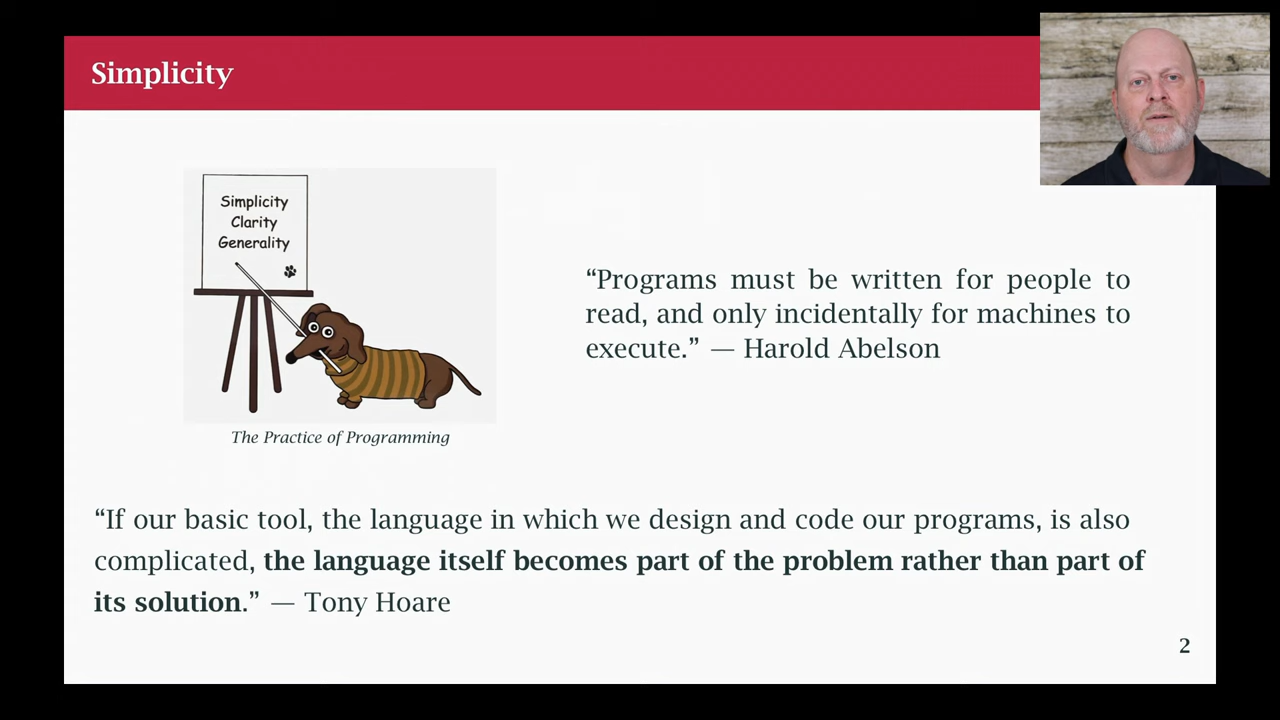 Simplicity
Simplicity
Clarity
Generality
The Practice of Programming
“Programs must be written for people to
read, and only incidentally for machines to
execute.” — Harold Abelson
“If our basic tool, the language in which we design and code our programs, is also
complicated, the language itself becomes part of the problem rather than part of
its solution.” — Tony Hoare
2